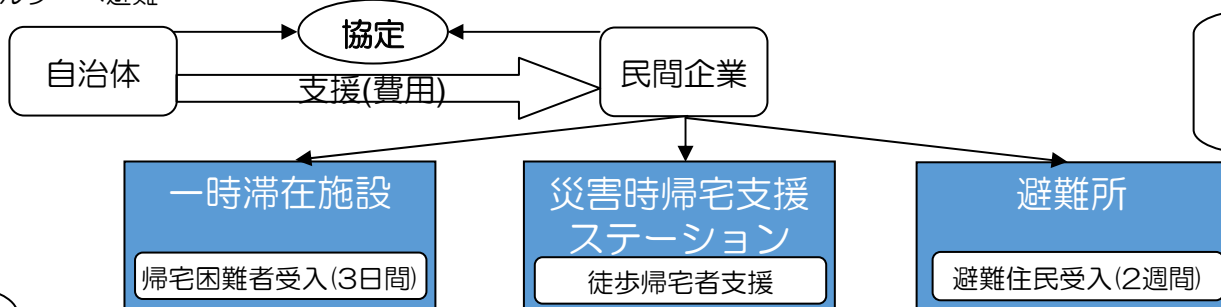 協定
自治体
民間企業
支援(費用)
一時滞在施設
帰宅困難者受入(3日間)
災害時帰宅支援
ステーション
徒歩帰宅者支援
避難所
避難住民受入(2週間)